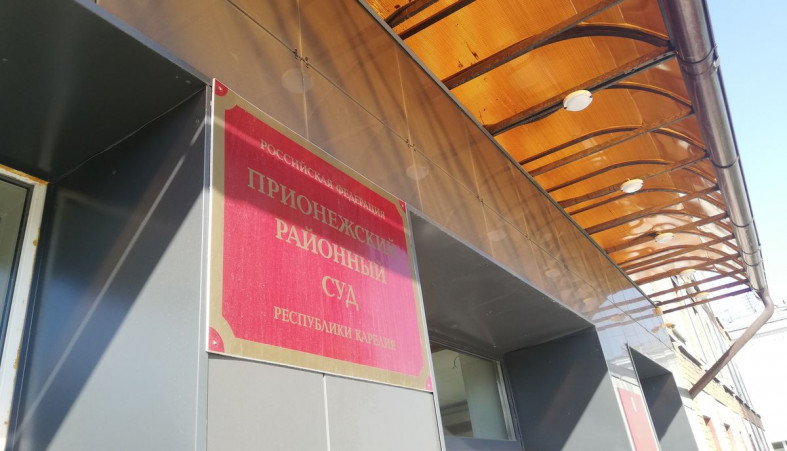 РОССИЙСКАЯ ФЕДЕРАЦИЯ
ПРИОНЕЖСКИЙ
РАЙОННЫЙ
СУД
РЕСПУБЛИКИ КАРЕЛИЯ